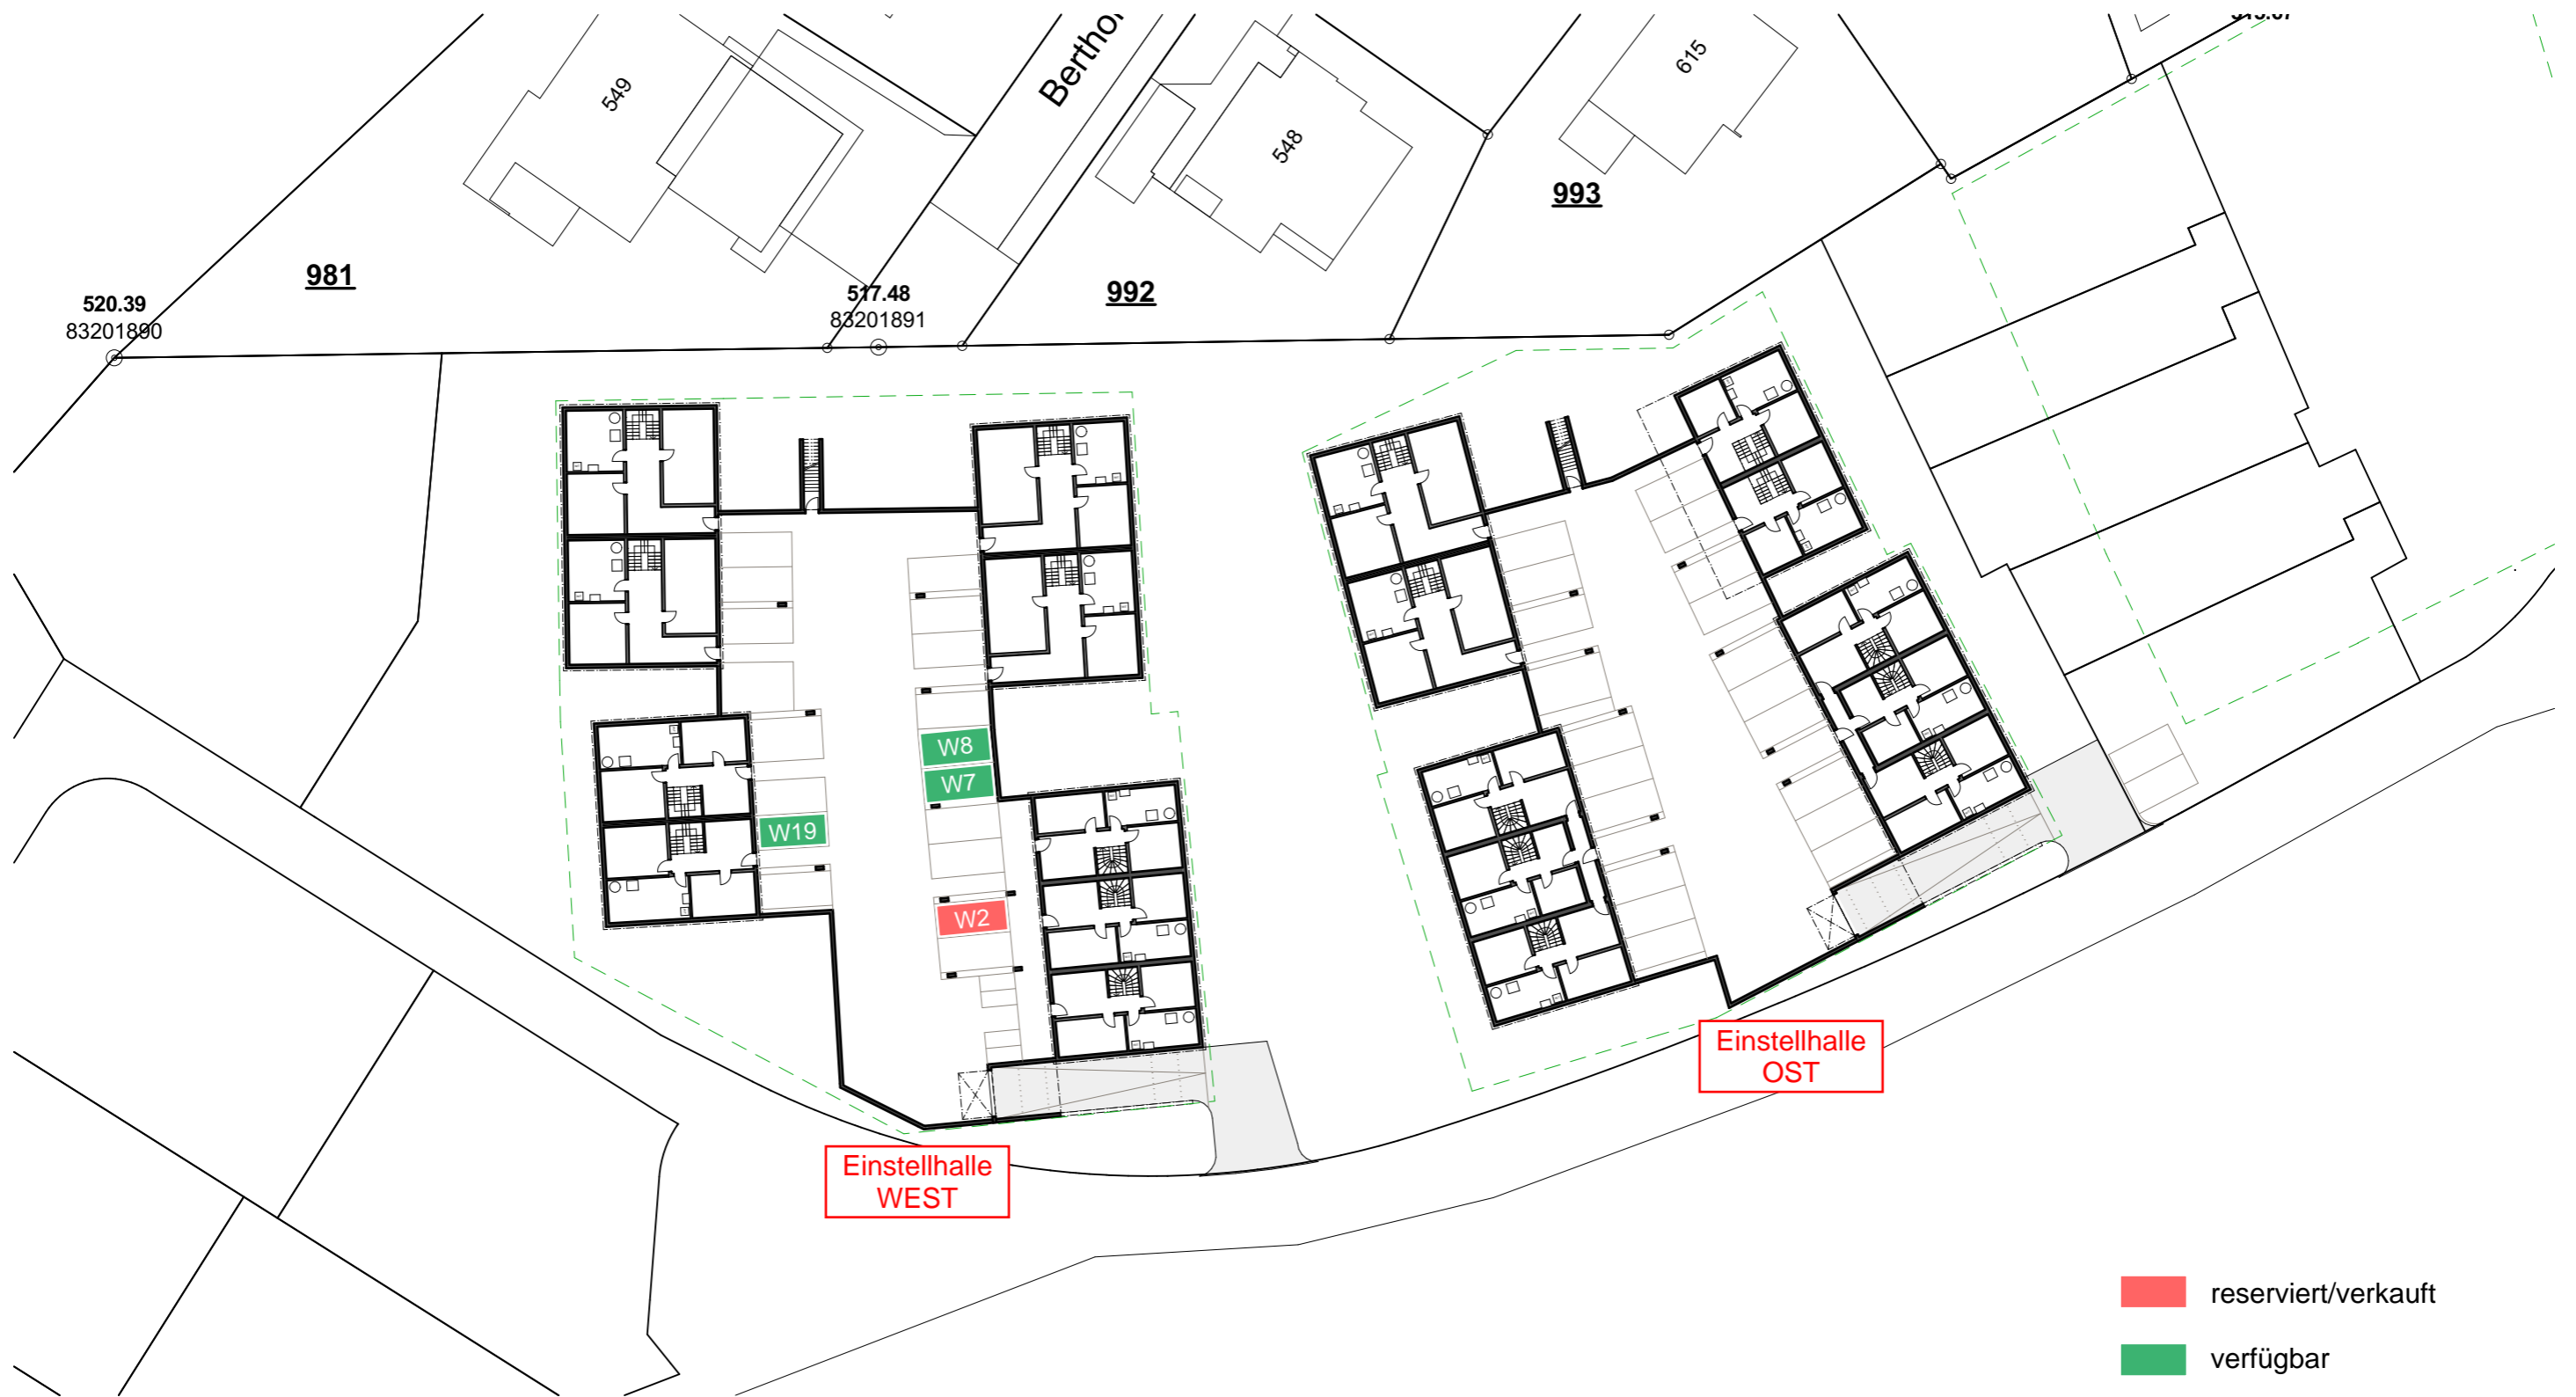 549
Bertho
548
615
993
981
992
520.39
83201890
517.48
83201891
W8
W7
W19
W2
Einstellhalle
OST
Einstellhalle
WEST
reserviert/verkauft
verfügbar